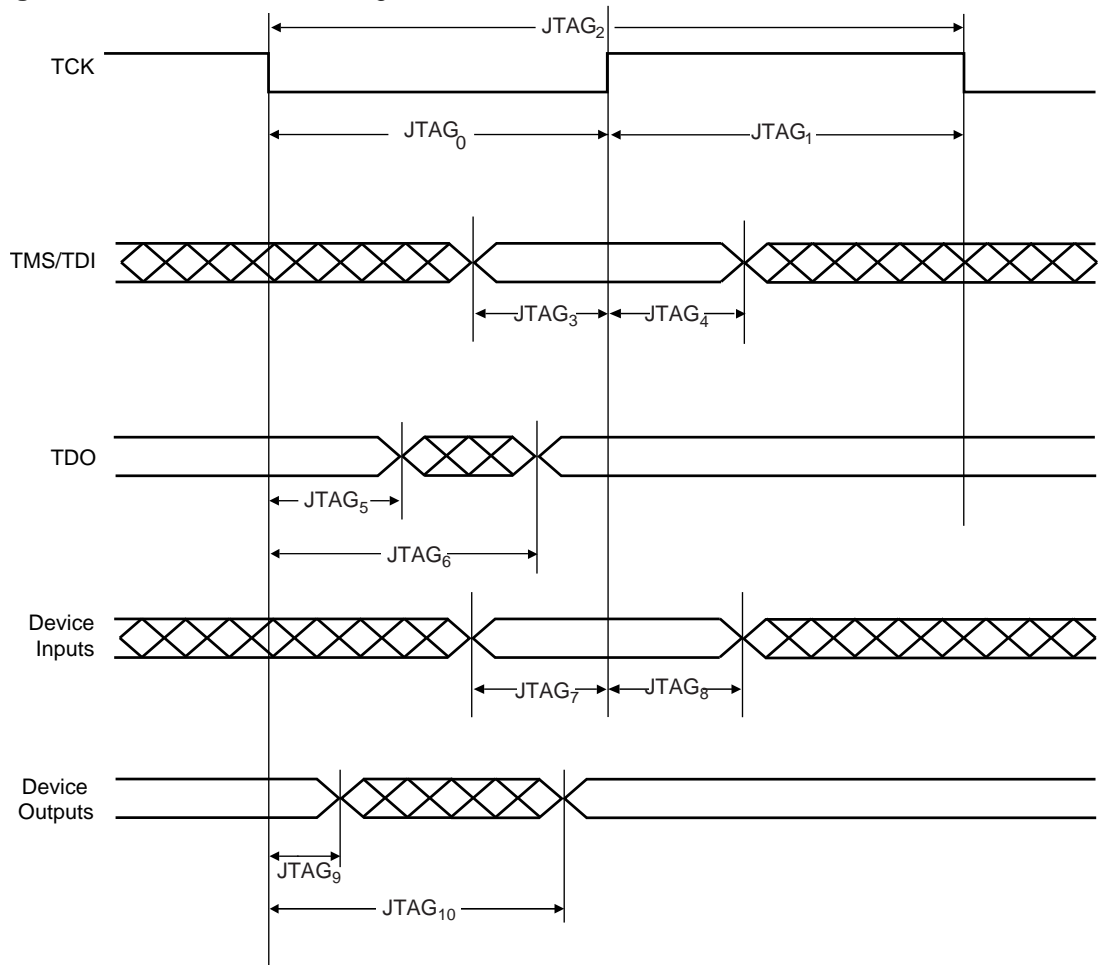 JTAG₂
TCK
JTAG₀
JTAG₁
TMS/TDI
JTAG₃
JTAG₄
TDO
JTAG₅
JTAG₆
Device
Inputs
JTAG₇
JTAG₈
Device
Outputs
JTAG₉
JTAG₁₀